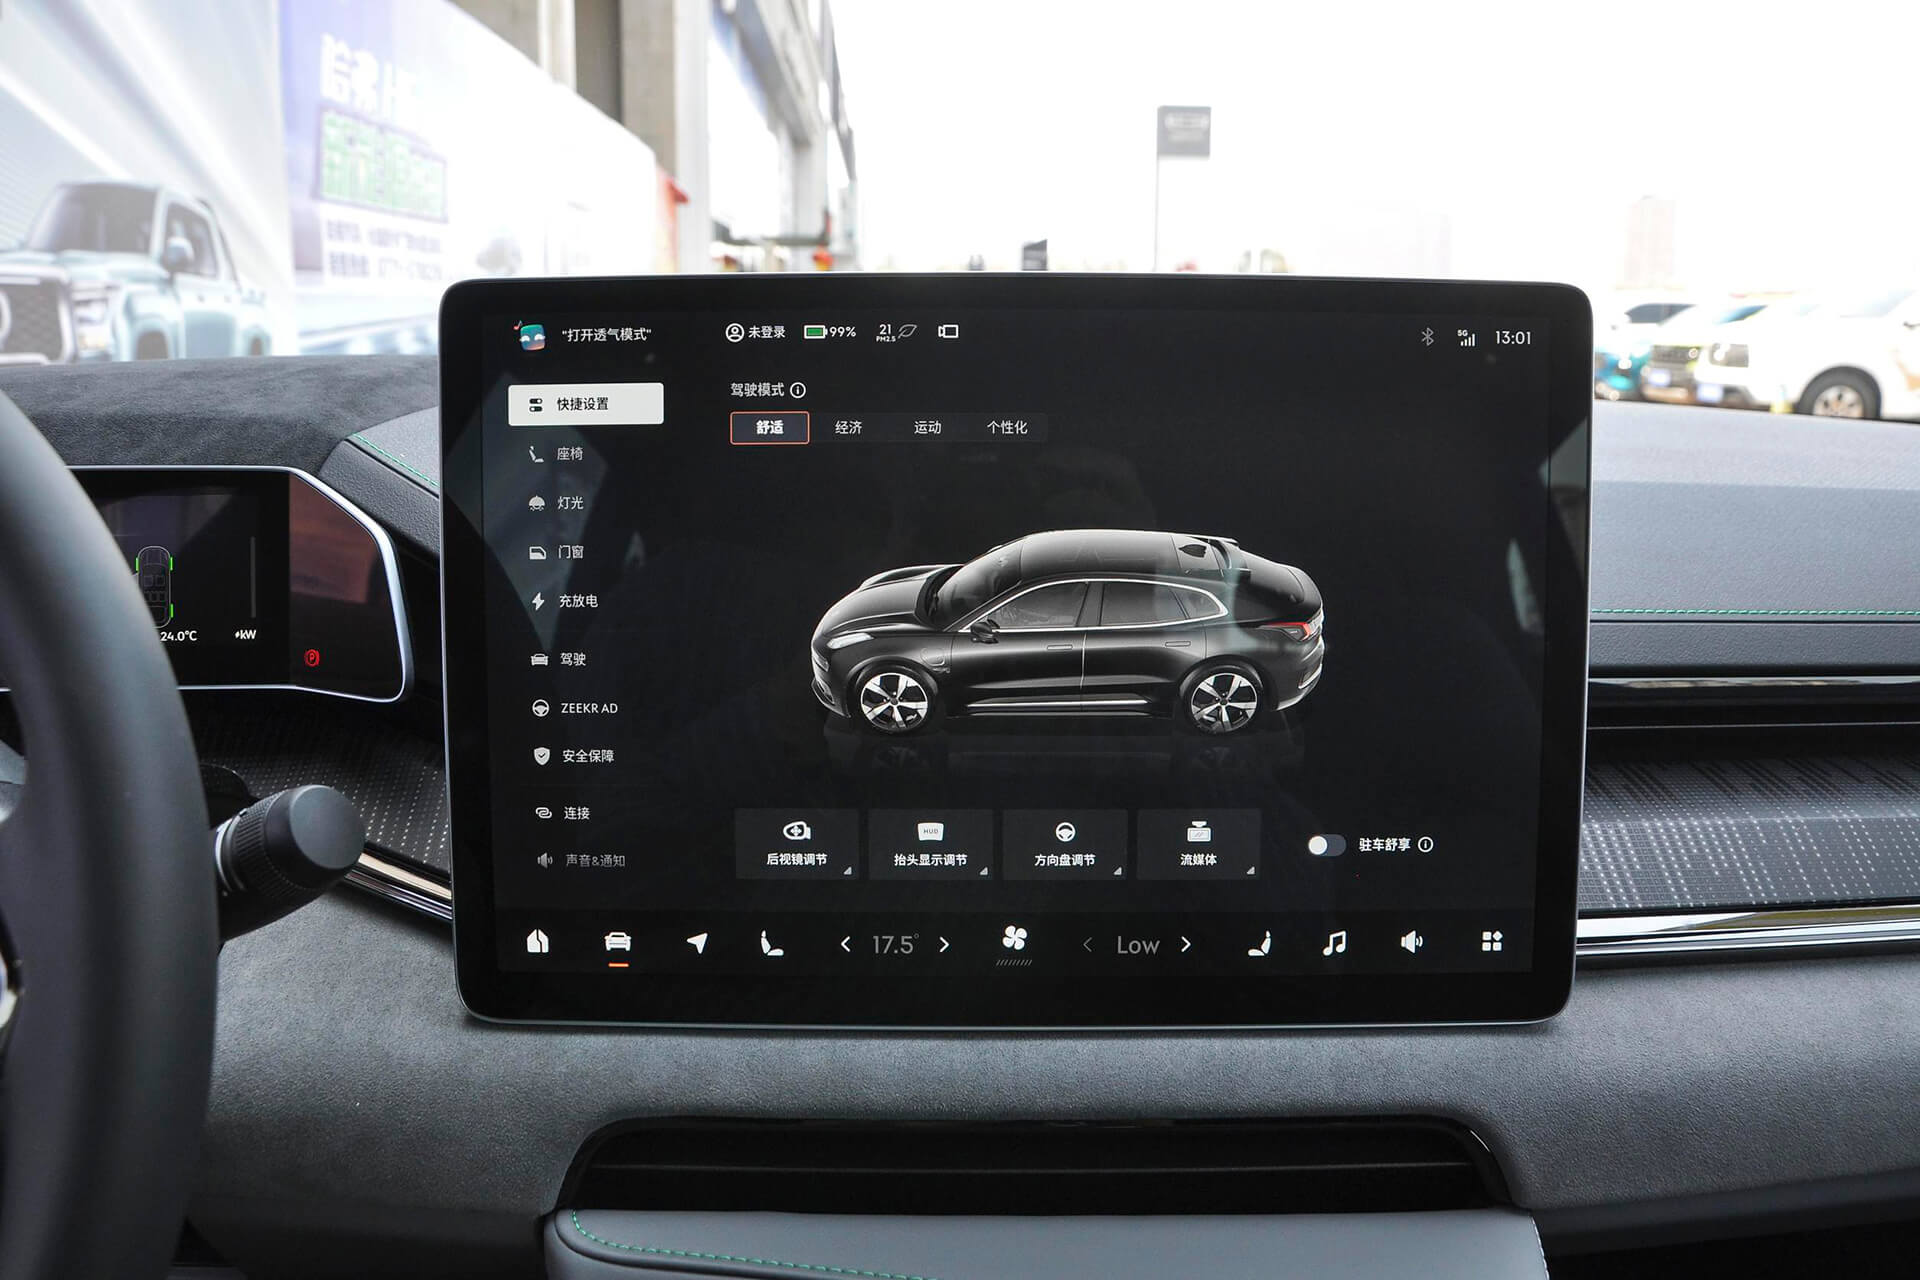 "打开透气模式"
未登录
99%
21
PM2.5
5G
13:01
快捷设置
座椅
灯光
门窗
充放电
驾驶
ZEEKR AD
安全保障
连接
声音&通知
驾驶模式
舒适
经济
运动
个性化
HUD
后视镜调节
抬头显示调节
方向盘调节
流媒体
驻车舒享
17.5°
Low
24.0°C
kW
P
哈弗H